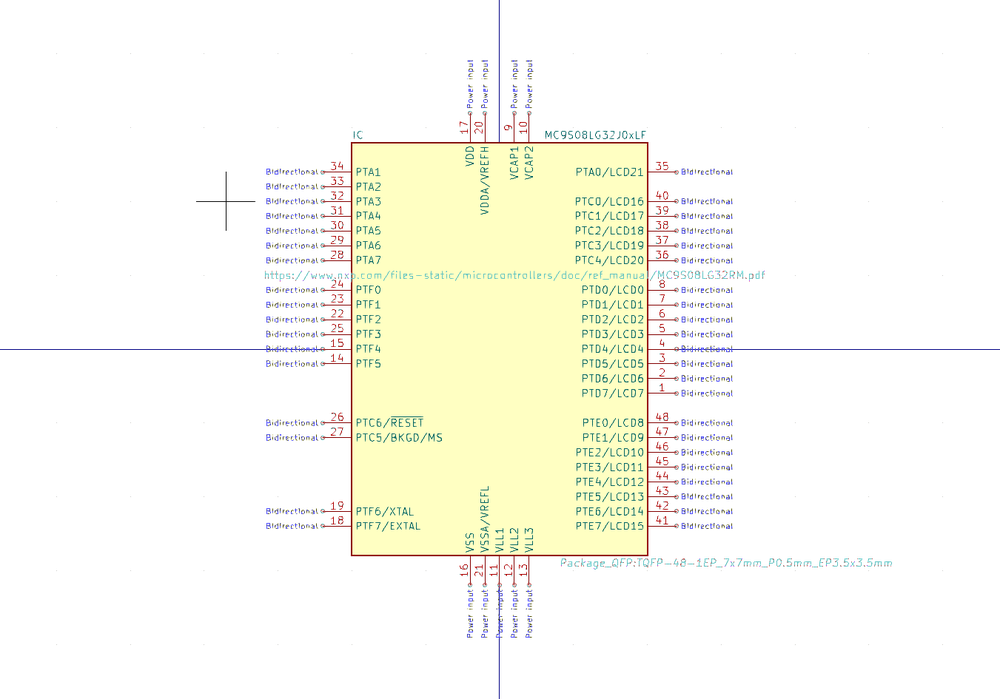 Power input Power input Power input Power input
17 20 9 10
IC MC9S08LG32J0xLF
VDD VDDA/VREFH VCAP1 VCAP2
Bidirectional 34 PTA1 PTA0/LCD21 35 Bidirectional
Bidirectional 33 PTA2
Bidirectional 32 PTA3 PTC0/LCD16 40 Bidirectional
Bidirectional 31 PTA4 PTC1/LCD17 39 Bidirectional
Bidirectional 30 PTA5 PTC2/LCD18 38 Bidirectional
Bidirectional 29 PTA6 PTC3/LCD19 37 Bidirectional
Bidirectional 28 PTA7 PTC4/LCD20 36 Bidirectional
https://www.nxp.com/files-static/microcontrollers/doc/ref_manual/MC9S08LG32RM.pdf
Bidirectional 24 PTF0 PTD0/LCD0 8 Bidirectional
Bidirectional 23 PTF1 PTD1/LCD1 7 Bidirectional
Bidirectional 22 PTF2 PTD2/LCD2 6 Bidirectional
Bidirectional 25 PTF3 PTD3/LCD3 5 Bidirectional
Bidirectional 15 PTF4 PTD4/LCD4 4 Bidirectional
Bidirectional 14 PTF5 PTD5/LCD5 3 Bidirectional
PTD6/LCD6 2 Bidirectional
PTD7/LCD7 1 Bidirectional
Bidirectional 26 PTC6/RESET PTE0/LCD8 48 Bidirectional
Bidirectional 27 PTC5/BKGD/MS PTE1/LCD9 47 Bidirectional
PTE2/LCD10 46 Bidirectional
PTE3/LCD11 45 Bidirectional
PTE4/LCD12 44 Bidirectional
PTE5/LCD13 43 Bidirectional
Bidirectional 19 PTF6/XTAL PTE6/LCD14 42 Bidirectional
Bidirectional 18 PTF7/EXTAL PTE7/LCD15 41 Bidirectional
VSS VSSA/VREFL VLL1 VLL2 VLL3
Package_QFP:TQFP-48-1EP_7x7mm_P0.5mm_EP3.5x3.5mm
16 21 11 12 13
Power input Power input Power input Power input Power input